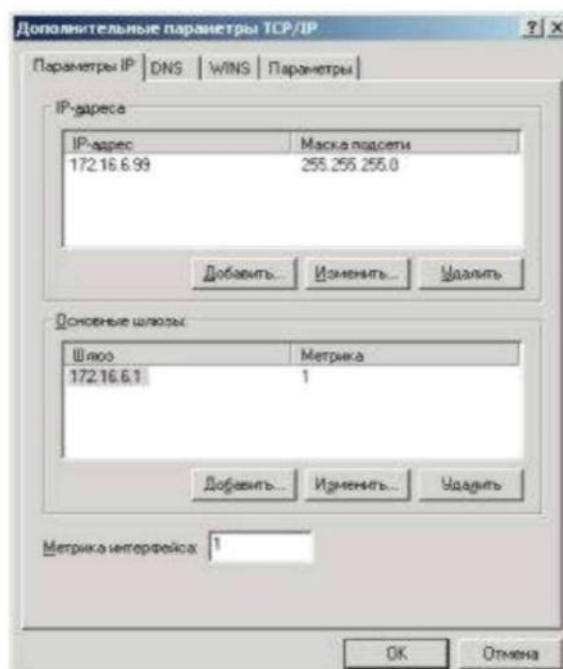 Дополнительные параметры TCP/IP
Параметры IP DNS WINS Параметры
IP-адреса
IP-адрес Маска подсети
172.16.6.99 255.255.255.0
Добавить... Изменить... Удалить
Основные шлюзы:
Шлюз Метрика
172.16.6.1 1
Добавить... Изменить... Удалить
Метрика интерфейса: 1
OK Отмена